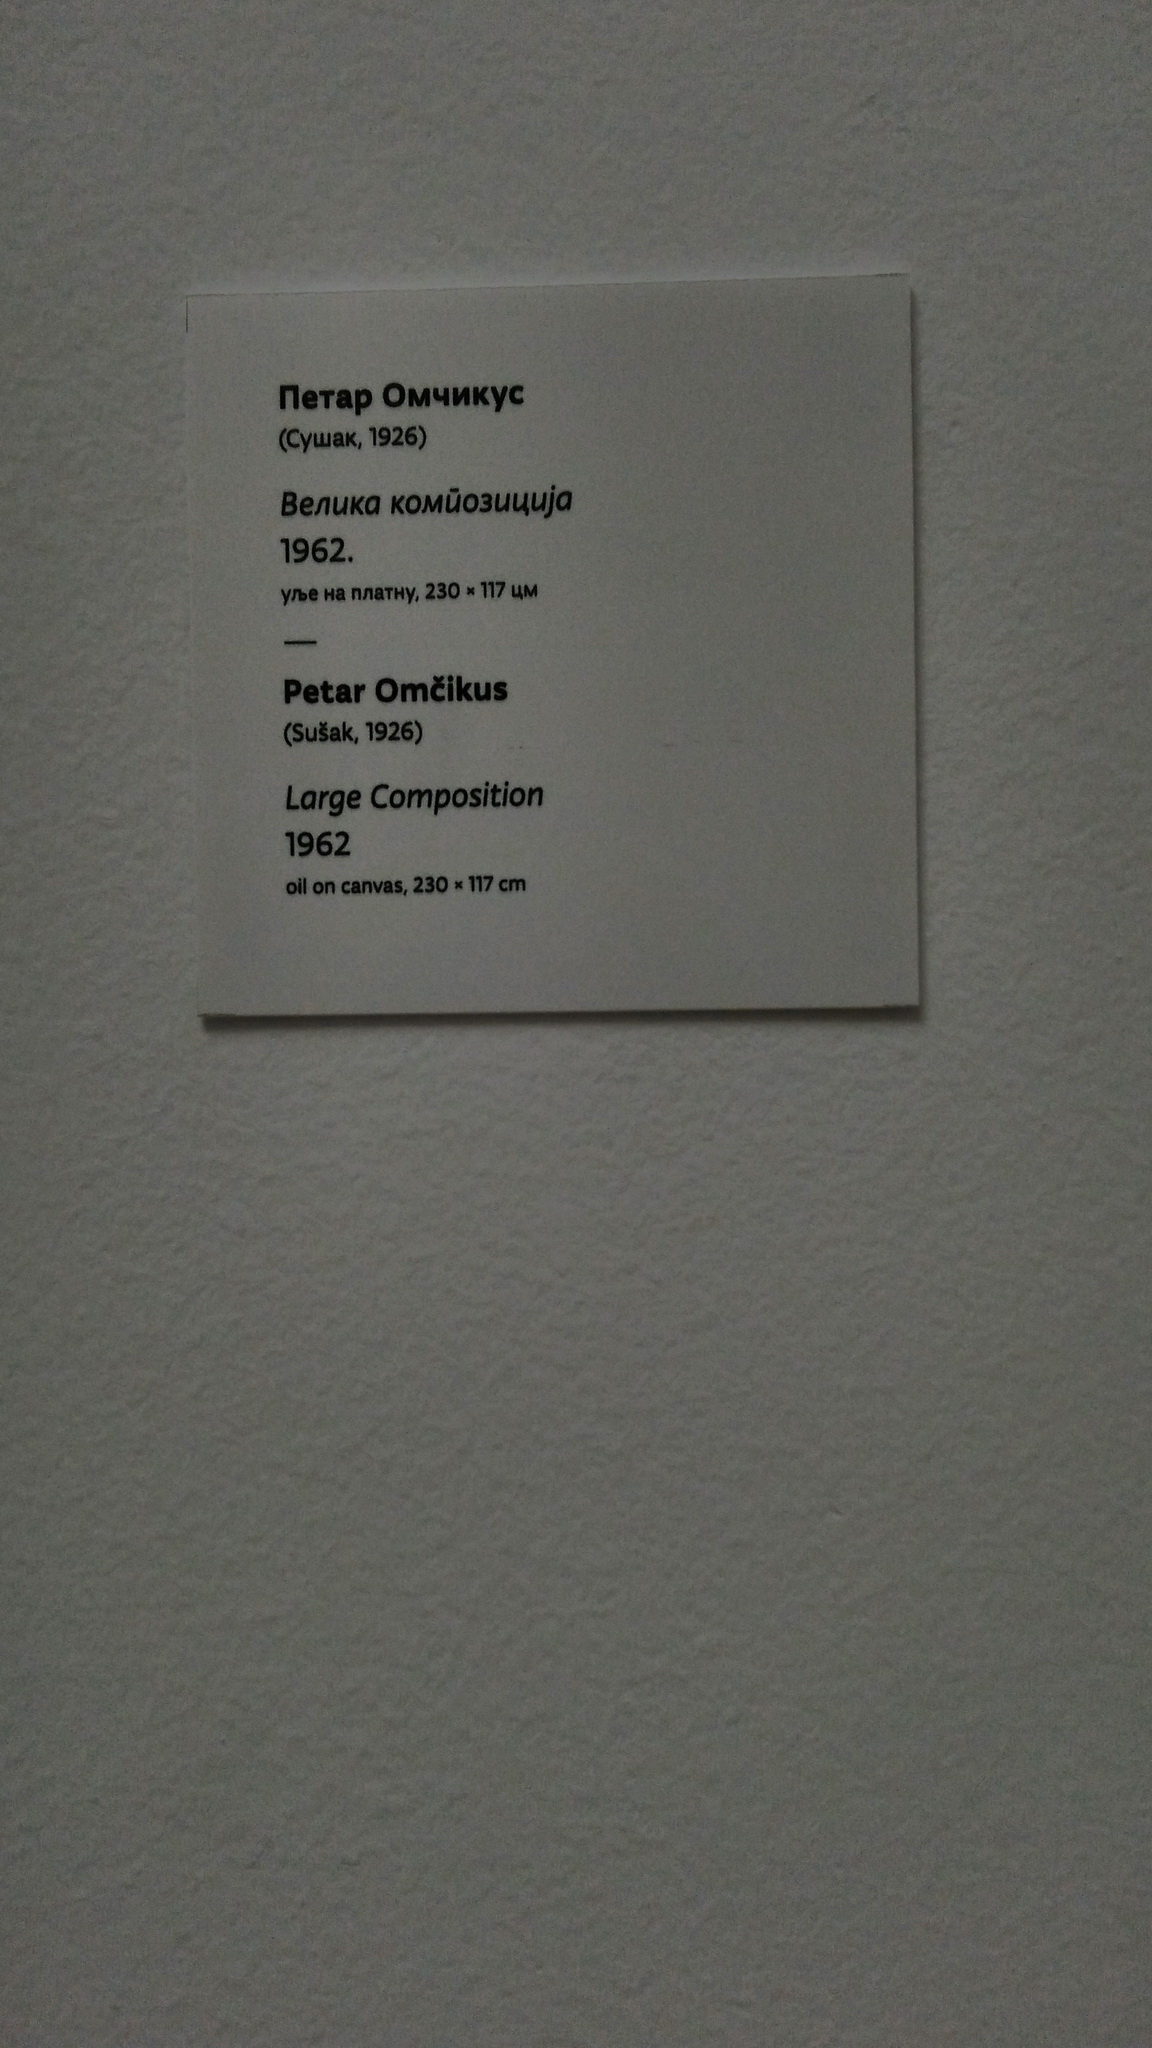 Петар Омчикус
(Сушак, 1926)
Велика композиција
1962.
уље на платну, 230 × 117 цм
—
Petar Omčikus
(Sušak, 1926)
Large Composition
1962
oil on canvas, 230 × 117 cm